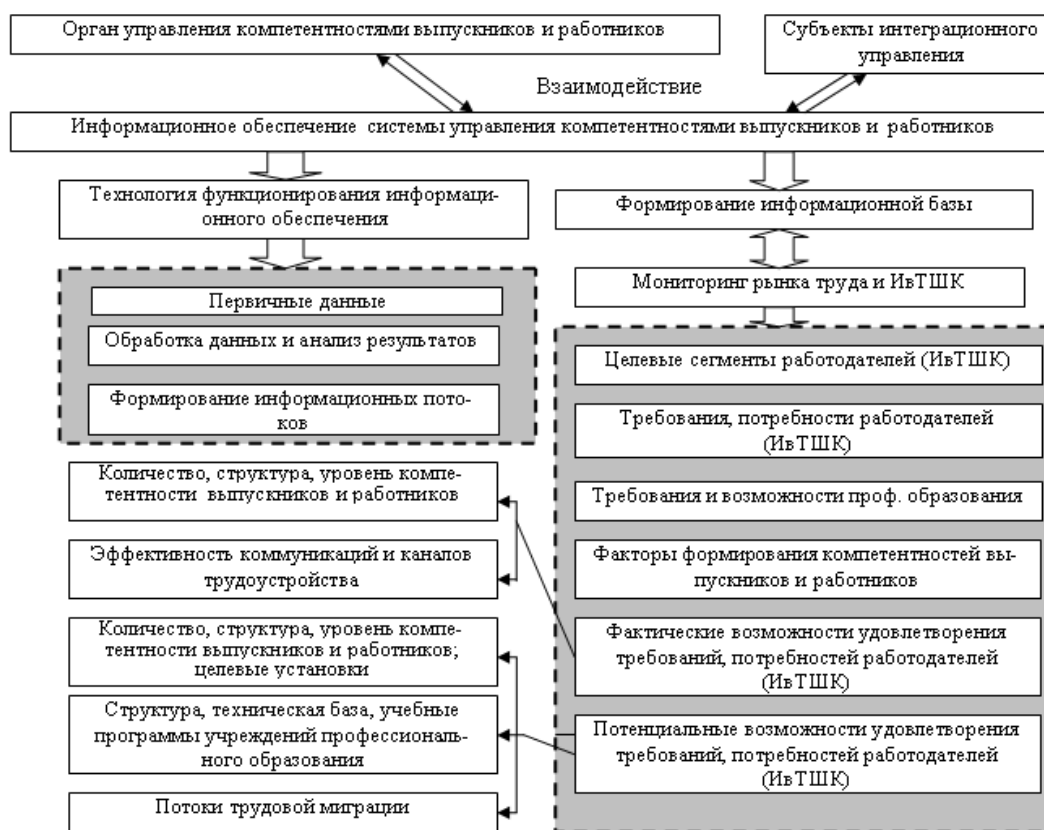 Орган управления компетентностями выпускников и работников
Субъекты интеграционного
управления
Взаимодействие
Информационное обеспечение системы управления компетентностями выпускников и работников
Технология функционирования информаци-
онного обеспечения
Формирование информационной базы
Мониторинг рынка труда и ИвТШК
Первичные данные
Обработка данных и анализ результатов
Формирование информационных пото-
ков
Целевые сегменты работодателей (ИвТШК)
Требования, потребности работодателей
(ИвТШК)
Требования и возможности проф. образования
Факторы формирования компетентностей вы-
пускников и работников
Фактические возможности удовлетворения
требований, потребностей работодателей
(ИвТШК)
Потенциальные возможности удовлетворения
требований, потребностей работодателей
(ИвТШК)
Количество, структура, уровень компе-
тентности выпускников и работников
Эффективность коммуникаций и каналов
трудоустройства
Количество, структура, уровень компе-
тентности выпускников и работников;
целевые установки
Структура, техническая база, учебные
программы учреждений профессиональ-
ного образования
Потоки трудовой миграции